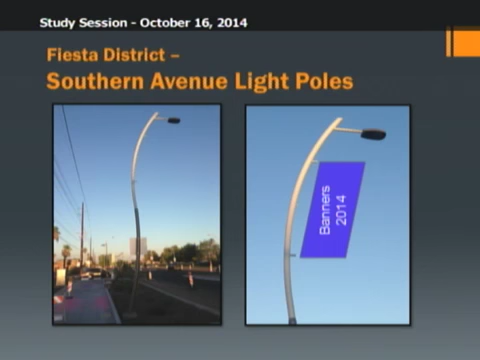 Study Session - October 16, 2014
Fiesta District –
Southern Avenue Light Poles
Banners
2014